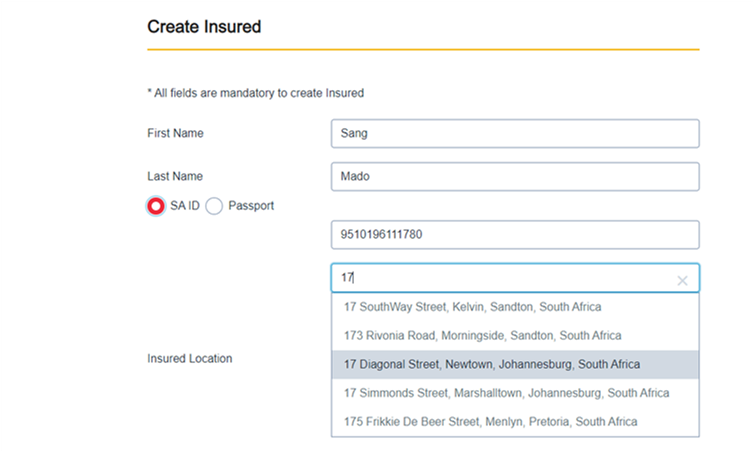 Create Insured
* All fields are mandatory to create Insured
First Name
Sang
Last Name
Mado
SA ID Passport
9510196111780
17
17 SouthWay Street, Kelvin, Sandton, South Africa
173 Rivonia Road, Morningside, Sandton, South Africa
Insured Location
17 Diagonal Street, Newtown, Johannesburg, South Africa
17 Simmonds Street, Marshalltown, Johannesburg, South Africa
175 Frikkie De Beer Street, Menlyn, Pretoria, South Africa